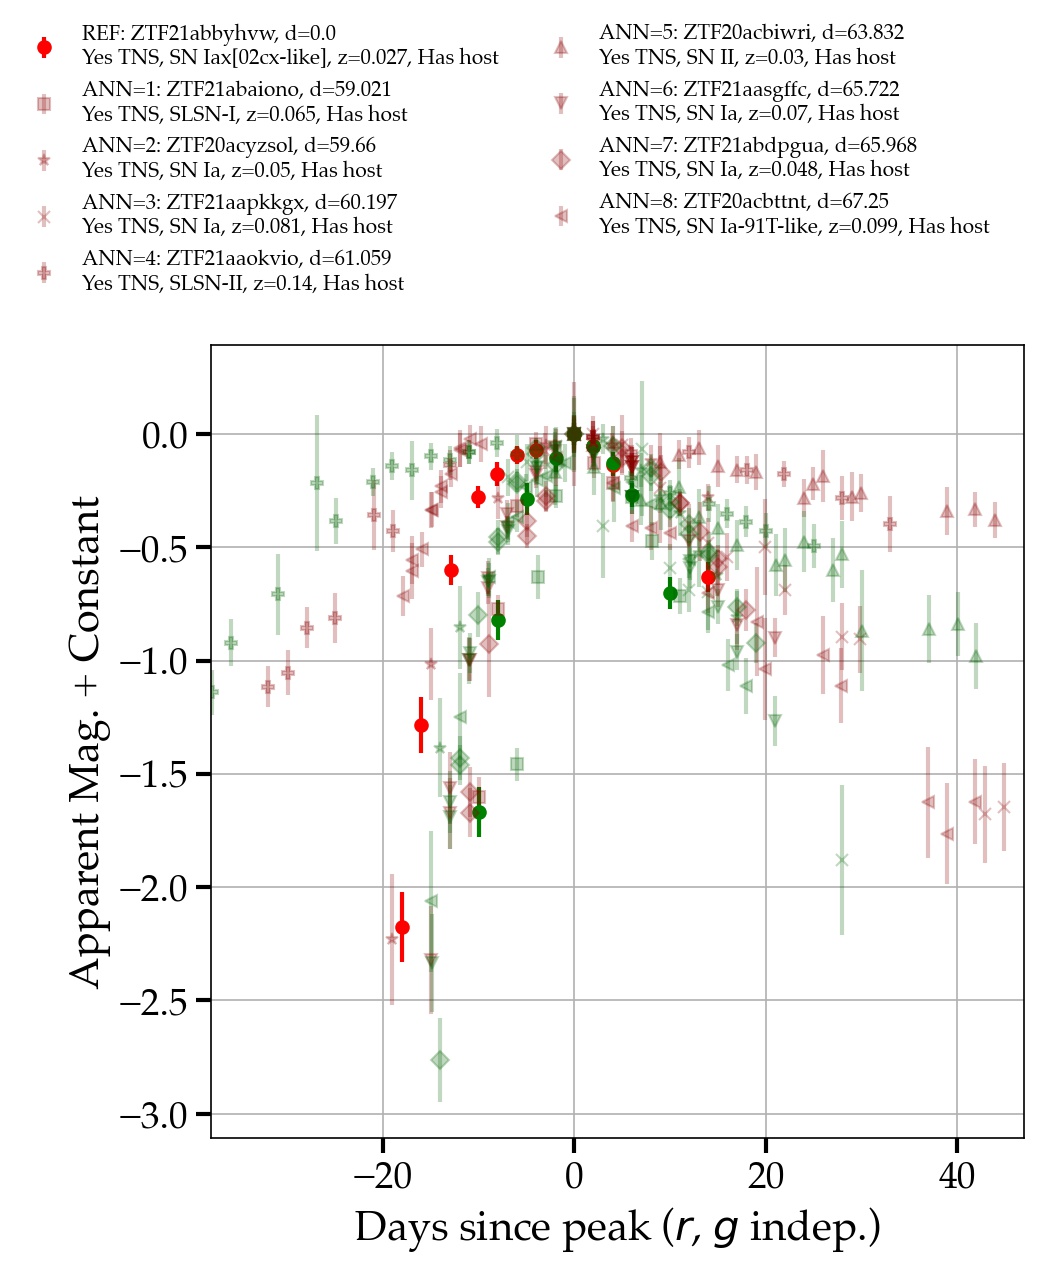 REF: ZTF21abbyhvw, d=0.0
Yes TNS, SN Iax[02cx-like], z=0.027, Has host
ANN=1: ZTF21abaiono, d=59.021
Yes TNS, SLSN-I, z=0.065, Has host
ANN=2: ZTF20acyzsol, d=59.66
Yes TNS, SN Ia, z=0.05, Has host
ANN=3: ZTF21aapkkgx, d=60.197
Yes TNS, SN Ia, z=0.081, Has host
ANN=4: ZTF21aaokvio, d=61.059
Yes TNS, SLSN-II, z=0.14, Has host
ANN=5: ZTF20acbiwri, d=63.832
Yes TNS, SN II, z=0.03, Has host
ANN=6: ZTF21aasgffc, d=65.722
Yes TNS, SN Ia, z=0.07, Has host
ANN=7: ZTF21abdpgua, d=65.968
Yes TNS, SN Ia, z=0.048, Has host
ANN=8: ZTF20acbttnt, d=67.25
Yes TNS, SN Ia-91T-like, z=0.099, Has host
Apparent Mag. + Constant
0.0
−0.5
−1.0
−1.5
−2.0
−2.5
−3.0
−20
0
20
40
Days since peak (r, g indep.)